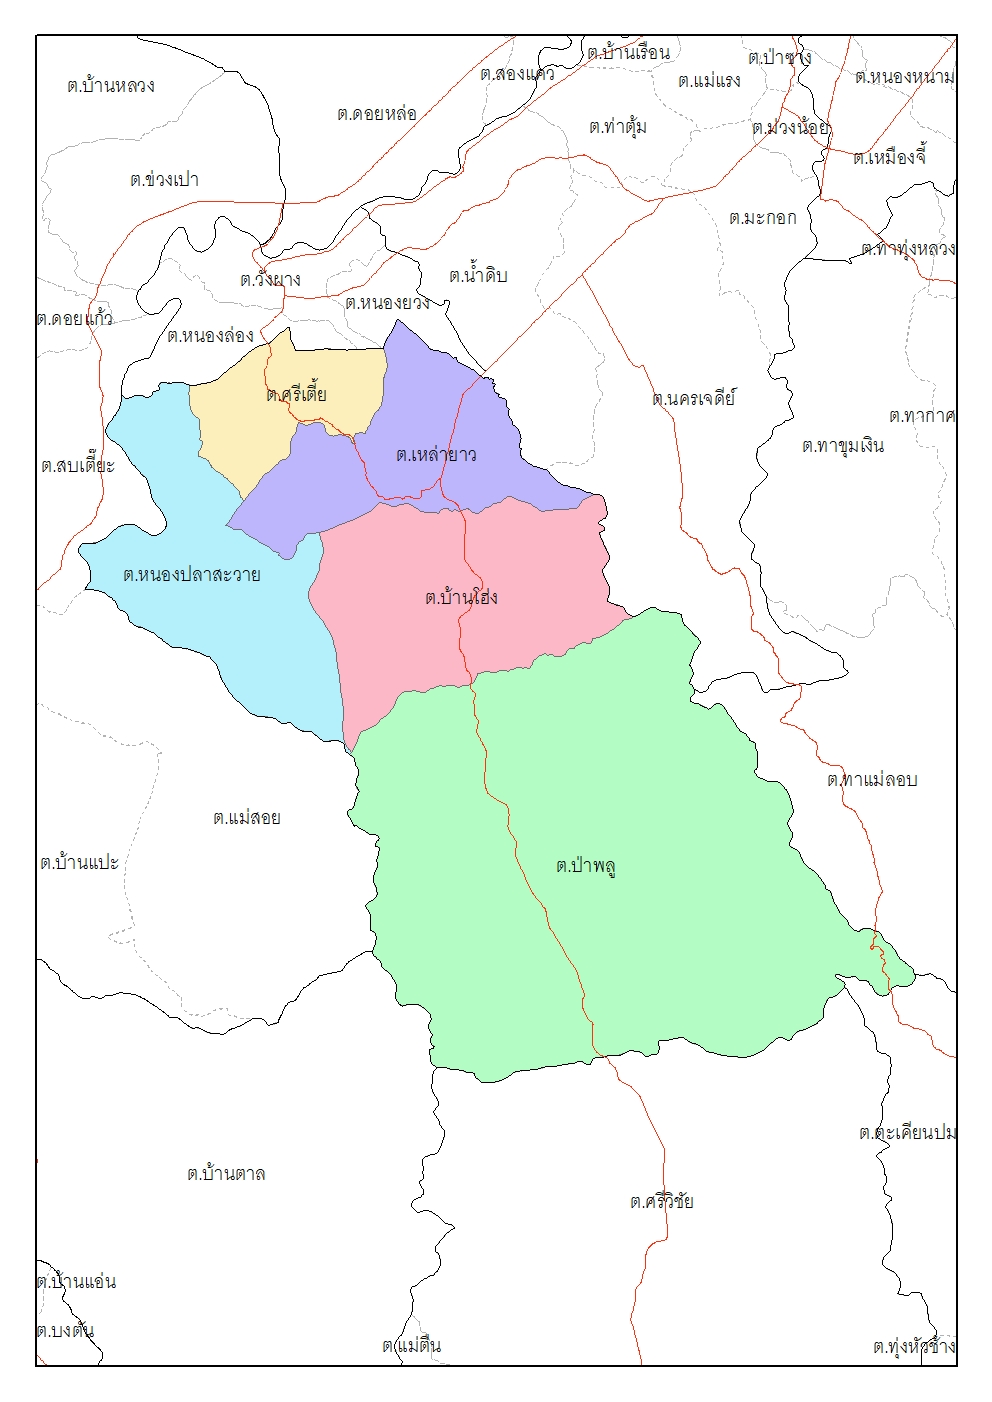 ต.บ้านเรือน
ต.ป่าซาง
ต.สองแคว
ต.แม่แรง
ต.หนองหนาม
ต.บ้านหลวง
ต.ดอยหล่อ
ต.ท่าตุ้ม
ต.ม่วงน้อย
ต.เหมืองจี้
ต.ข่วงเปา
ต.มะกอก
ต.ทาทุ่งหลวง
ต.วังผาง
ต.น้ำดิบ
ต.หนองยวง
ต.ดอยแก้ว
ต.หนองล่อง
ต.ศรีเตี้ย
ต.นครเจดีย์
ต.ทากาศ
ต.ทาขุมเงิน
ต.เหล่ายาว
ต.สบเตี๊ยะ
ต.หนองปลาสะวาย
ต.บ้านโฮ่ง
ต.ทาแม่ลอบ
ต.แม่สอย
ต.บ้านแปะ
ต.ป่าพลู
ต.ตะเคียนปม
ต.บ้านตาล
ต.ศรีวิชัย
ต.บ้านแอ่น
ต.บงตัน
ต.แม่ตืน
ต.ทุ่งหัวช้าง